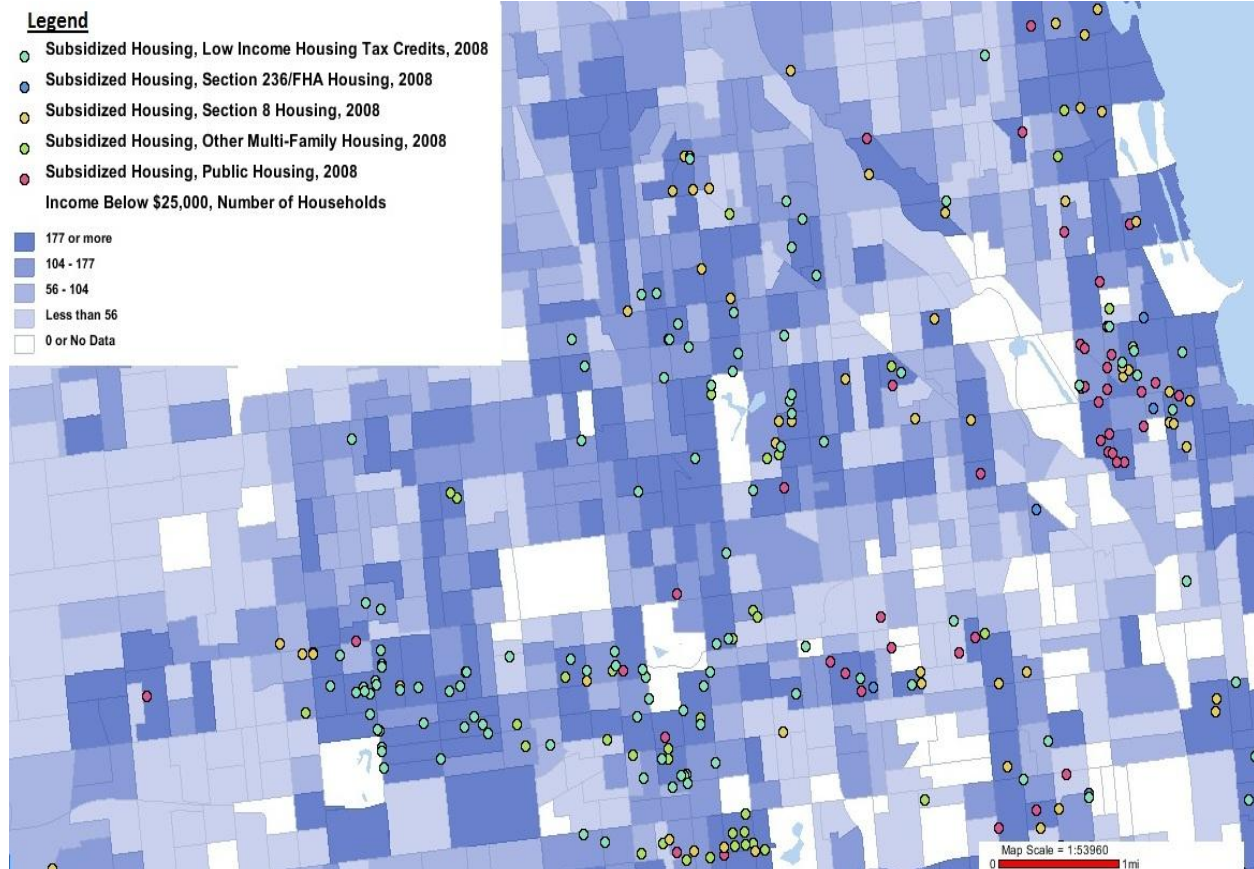 Legend
Subsidized Housing, Low Income Housing Tax Credits, 2008
Subsidized Housing, Section 236/FHA Housing, 2008
Subsidized Housing, Section 8 Housing, 2008
Subsidized Housing, Other Multi-Family Housing, 2008
Subsidized Housing, Public Housing, 2008
Income Below $25,000, Number of Households
177 or more
104 - 177
56 - 104
Less than 56
0 or No Data
Map Scale = 1:53960
0 1mi